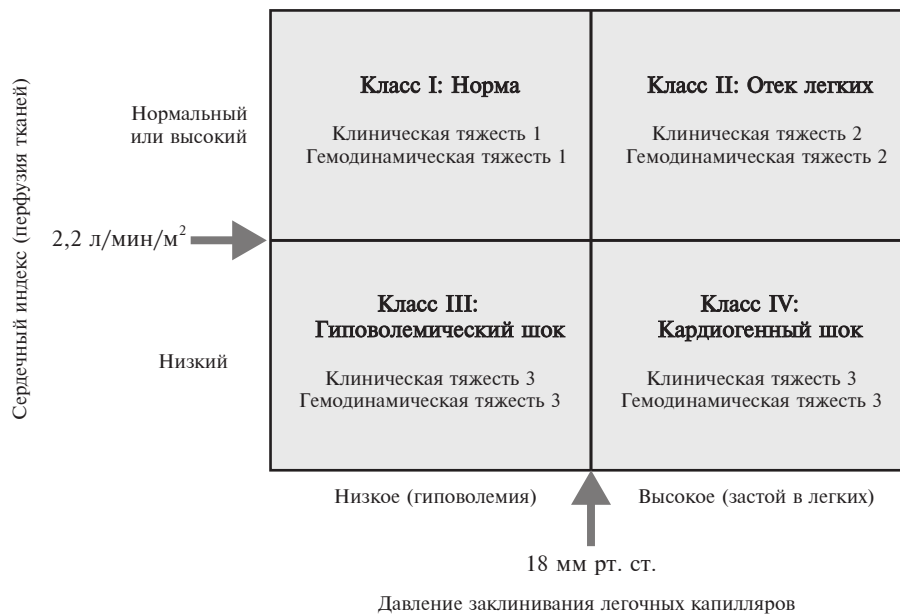 Сердечный индекс (перфузия тканей)
Нормальный
или высокий
2,2 л/мин/м²
Низкий
Класс I: Норма
Клиническая тяжесть 1
Гемодинамическая тяжесть 1
Класс II: Отек легких
Клиническая тяжесть 2
Гемодинамическая тяжесть 2
Класс III:
Гиповолемический шок
Клиническая тяжесть 3
Гемодинамическая тяжесть 3
Класс IV:
Кардиогенный шок
Клиническая тяжесть 3
Гемодинамическая тяжесть 3
Низкое (гиповолемия)
Высокое (застой в легких)
18 мм рт. ст.
Давление заклинивания легочных капилляров